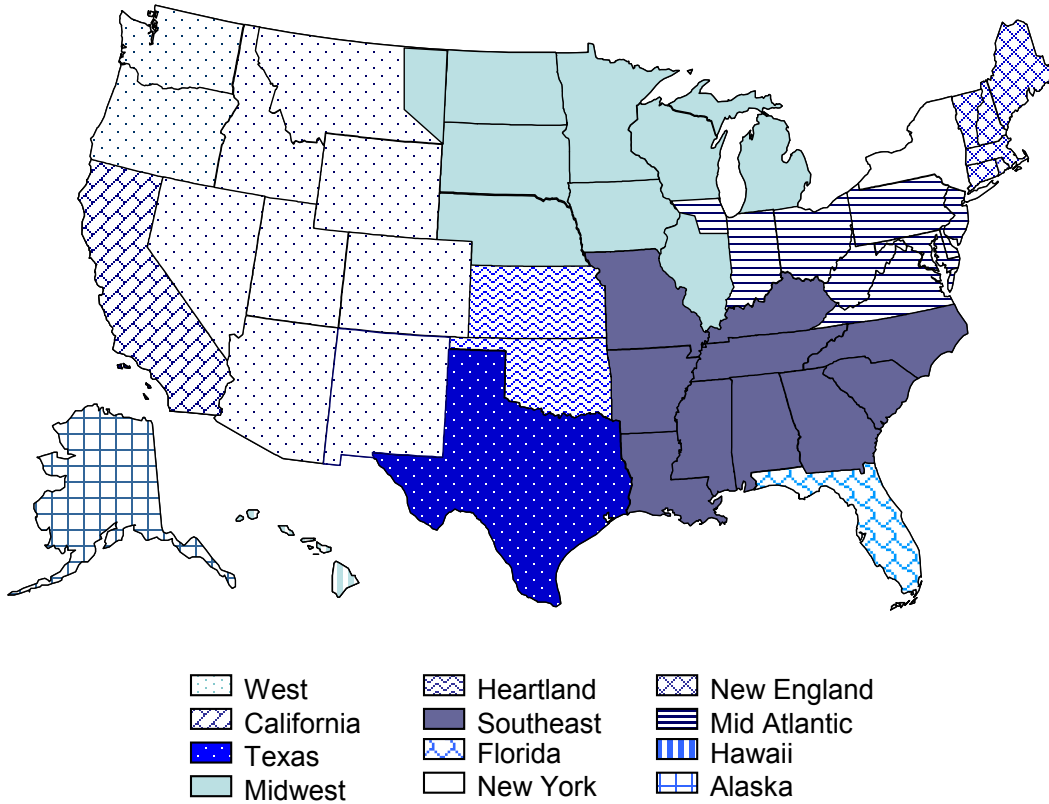 West
California
Texas
Midwest
Heartland
Southeast
Florida
New York
New England
Mid Atlantic
Hawaii
Alaska